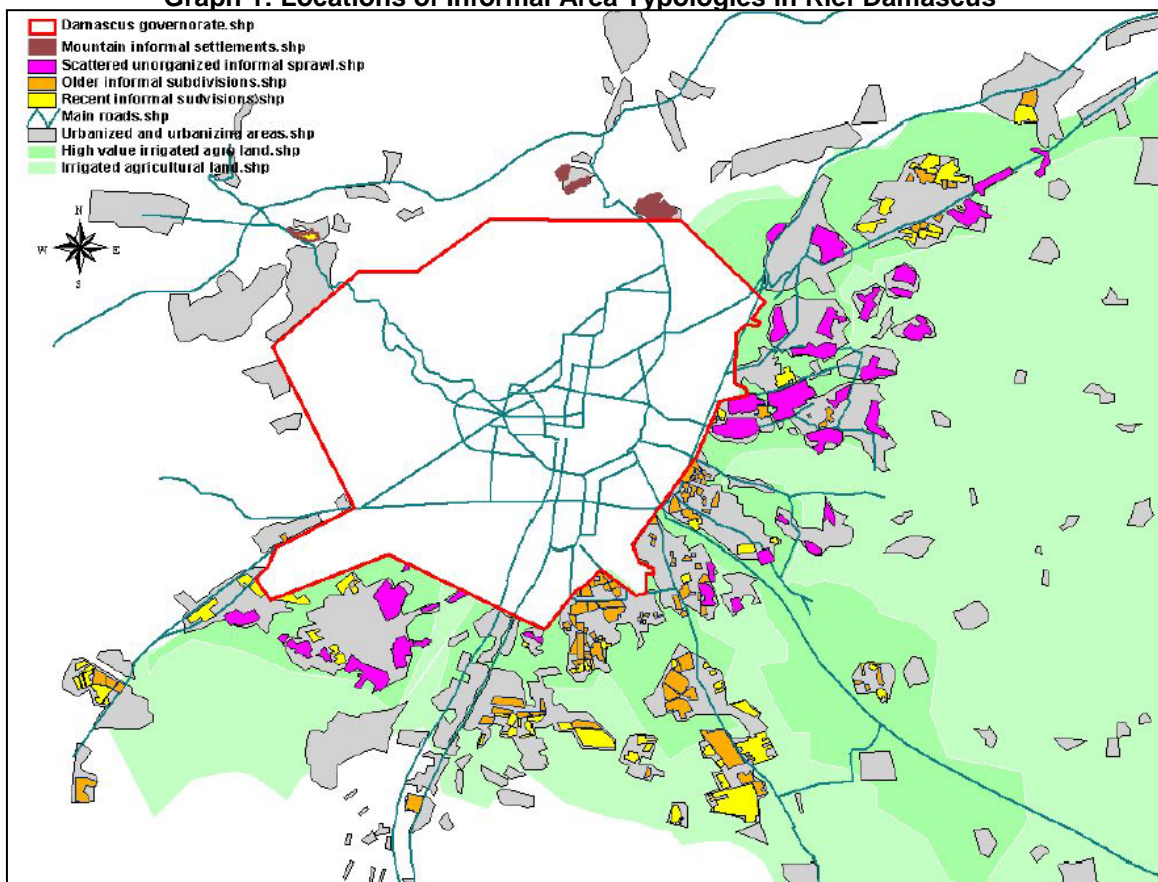 Graph 1: Locations of Informal Area Typologies in Rief Damascus
Damascus governorate.shp
Mountain informal settlements.shp
Scattered unorganized informal sprawl.shp
Older informal subdivisions.shp
Recent informal sudvisions.shp
Main roads.shp
Urbanized and urbanizing areas.shp
High value irrigated agro land.shp
Irrigated agricultural land.shp
N
W E
S